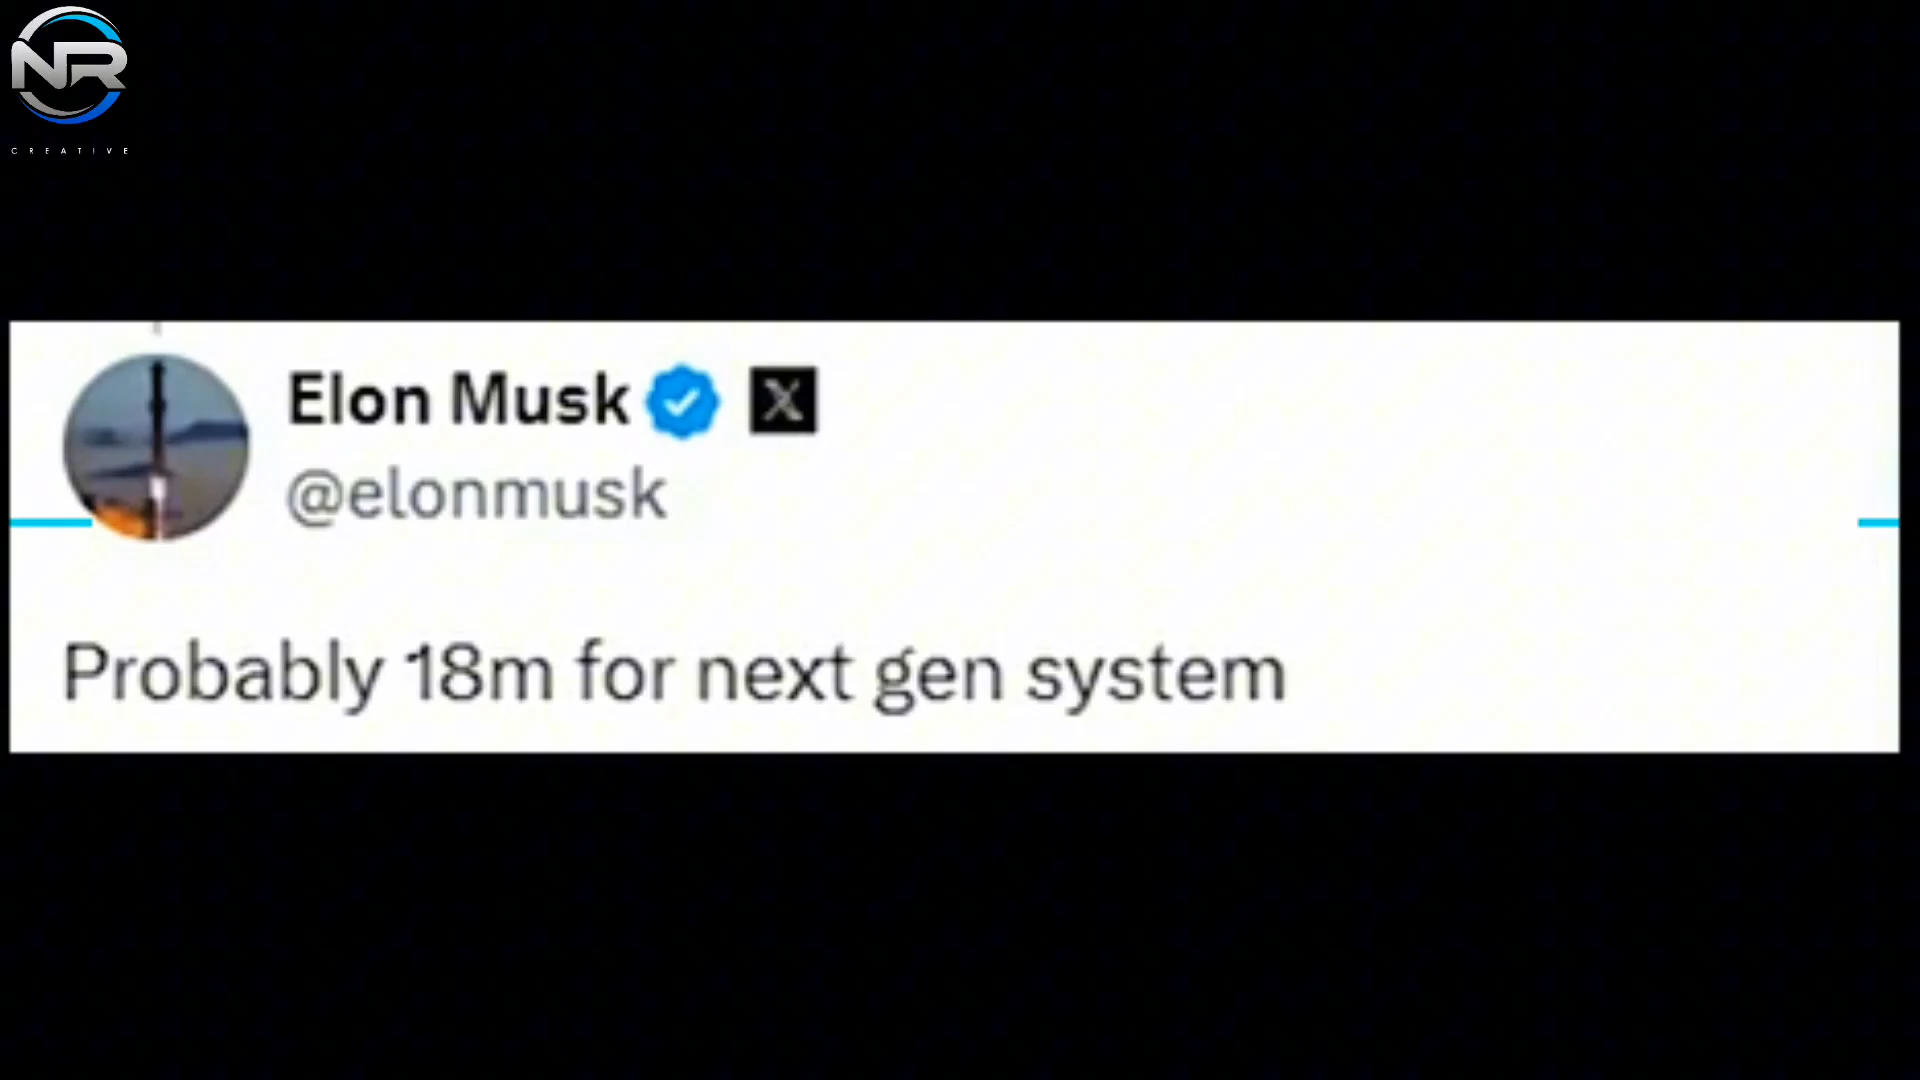 NR
CREATIVE
Elon Musk X
@elonmusk
Probably 18m for next gen system